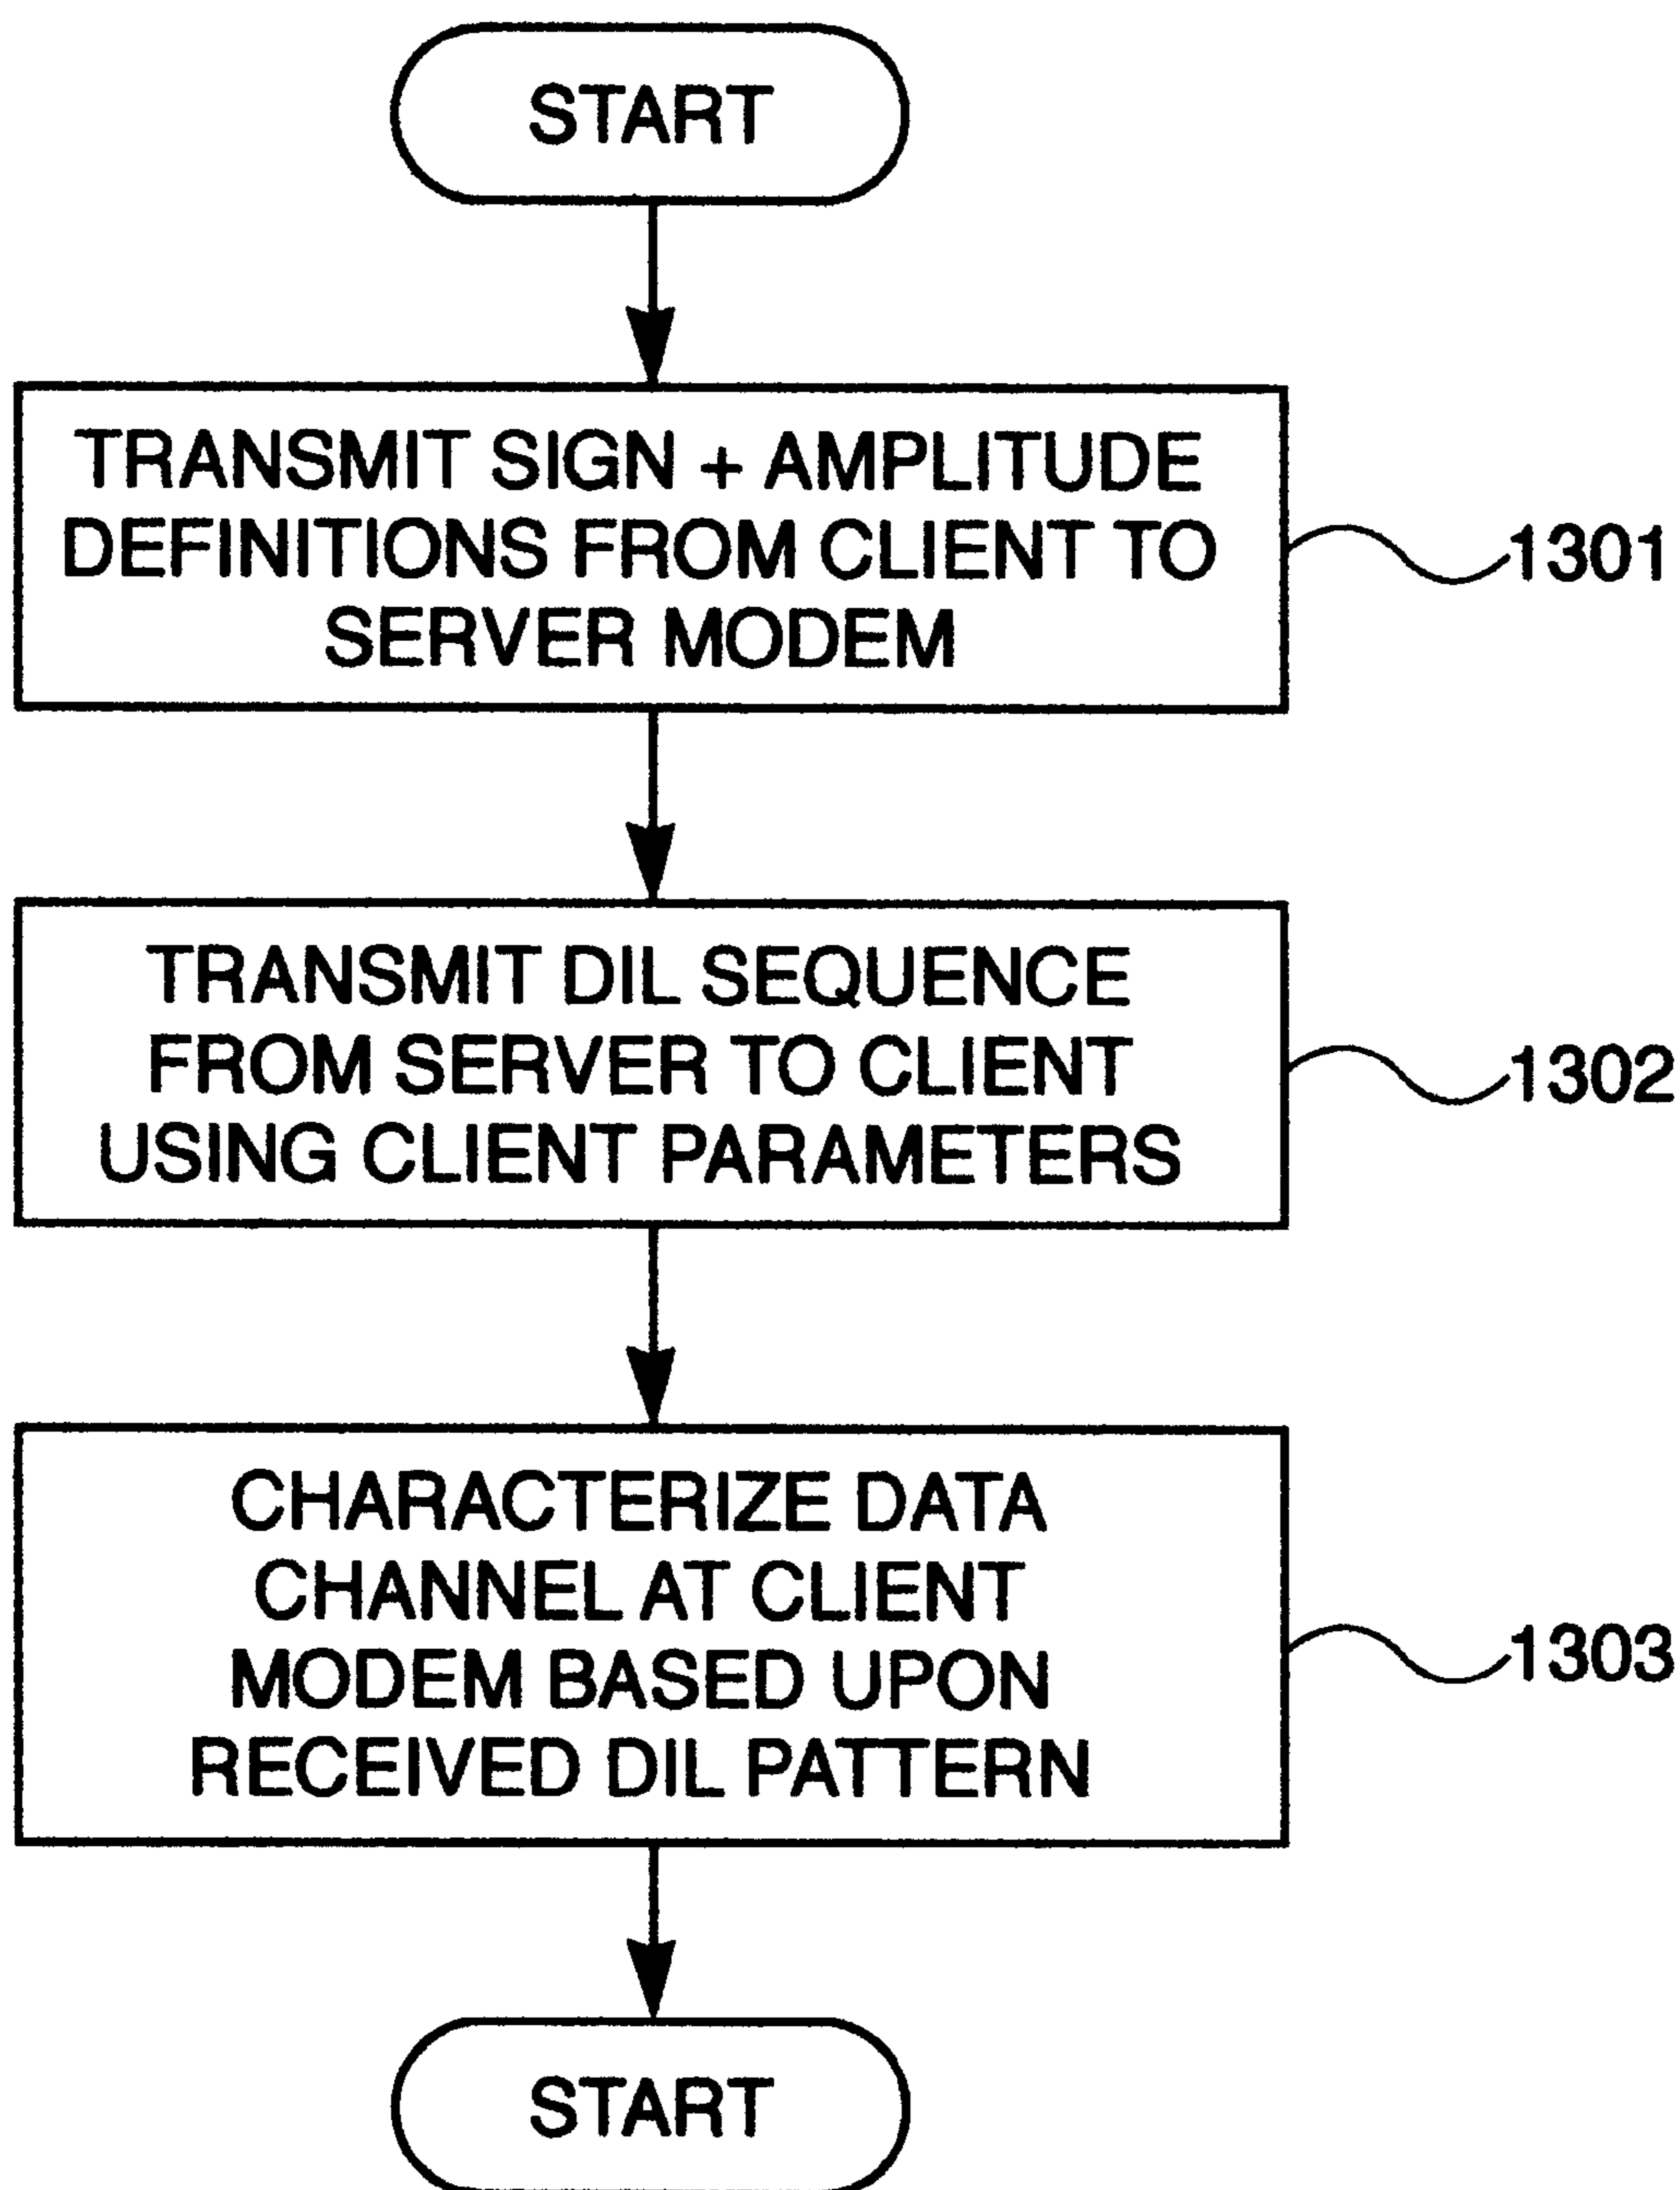 START
TRANSMIT SIGN + AMPLITUDE
DEFINITIONS FROM CLIENT TO
SERVER MODEM
1301
TRANSMIT DIL SEQUENCE
FROM SERVER TO CLIENT
USING CLIENT PARAMETERS
1302
CHARACTERIZE DATA
CHANNEL AT CLIENT
MODEM BASED UPON
RECEIVED DIL PATTERN
1303
START